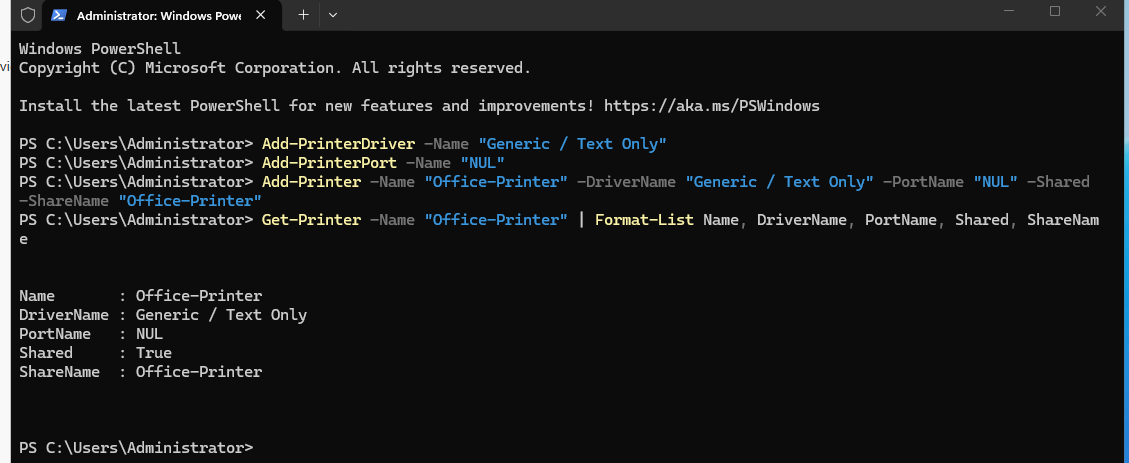 Administrator: Windows Powe
vi
Windows PowerShell
Copyright (C) Microsoft Corporation. All rights reserved.
Install the latest PowerShell for new features and improvements! https://aka.ms/PSWindows
PS C:\Users\Administrator> Add-PrinterDriver -Name "Generic / Text Only"
PS C:\Users\Administrator> Add-PrinterPort -Name "NUL"
PS C:\Users\Administrator> Add-Printer -Name "Office-Printer" -DriverName "Generic / Text Only" -PortName "NUL" -Shared
-ShareName "Office-Printer"
PS C:\Users\Administrator> Get-Printer -Name "Office-Printer" | Format-List Name, DriverName, PortName, Shared, ShareNam
e
Name       : Office-Printer
DriverName : Generic / Text Only
PortName   : NUL
Shared     : True
ShareName  : Office-Printer
PS C:\Users\Administrator>